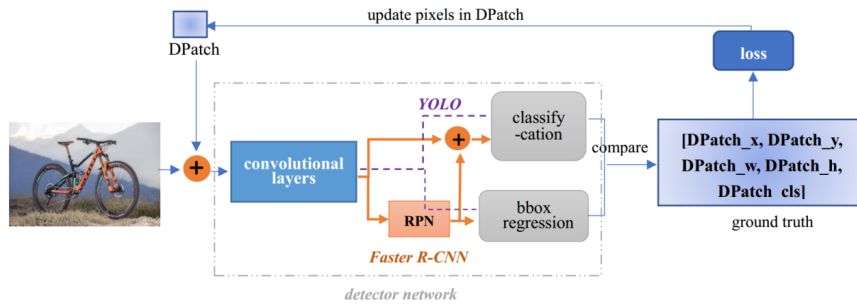 update pixels in DPatch
DPatch
loss
YOLO
classify
-cation
convolutional
layers
compare
[DPatch_x, DPatch_y,
DPatch_w, DPatch_h,
DPatch_cls]
RPN
bbox
regression
ground truth
Faster R-CNN
detector network